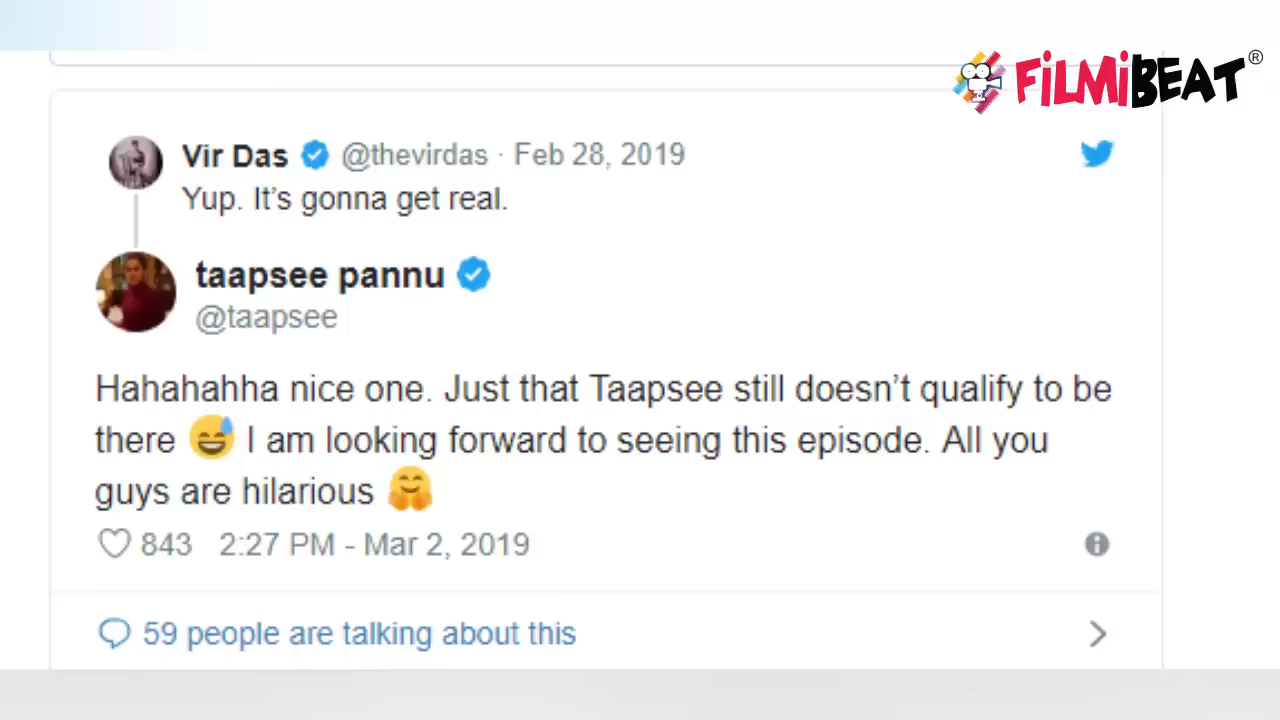 FiLMiBEAT®
Vir Das @thevirdas · Feb 28, 2019
Yup. It’s gonna get real.
taapsee pannu
@taapsee
Hahahahha nice one. Just that Taapsee still doesn’t qualify to be
there 😅 I am looking forward to seeing this episode. All you
guys are hilarious 🤗
843 2:27 PM - Mar 2, 2019
59 people are talking about this